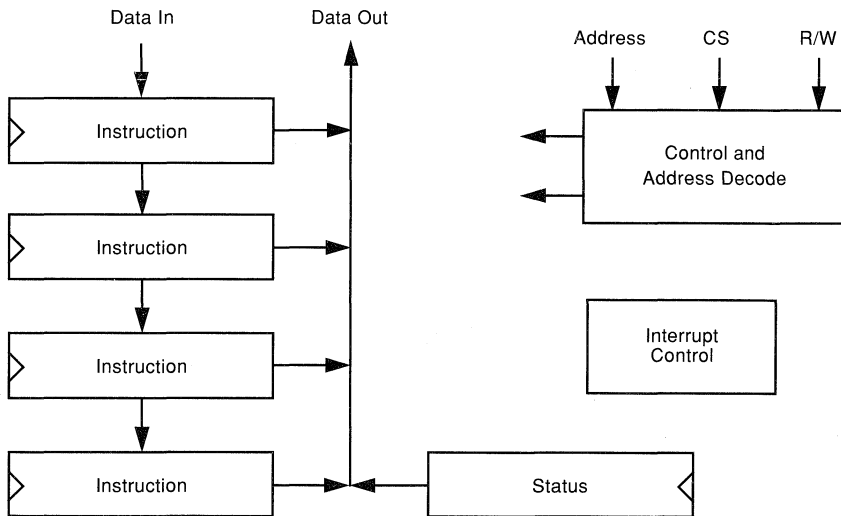 Data In
Data Out
Address
CS
R/W
Instruction
Control and
Address Decode
Instruction
Instruction
Interrupt
Control
Instruction
Status